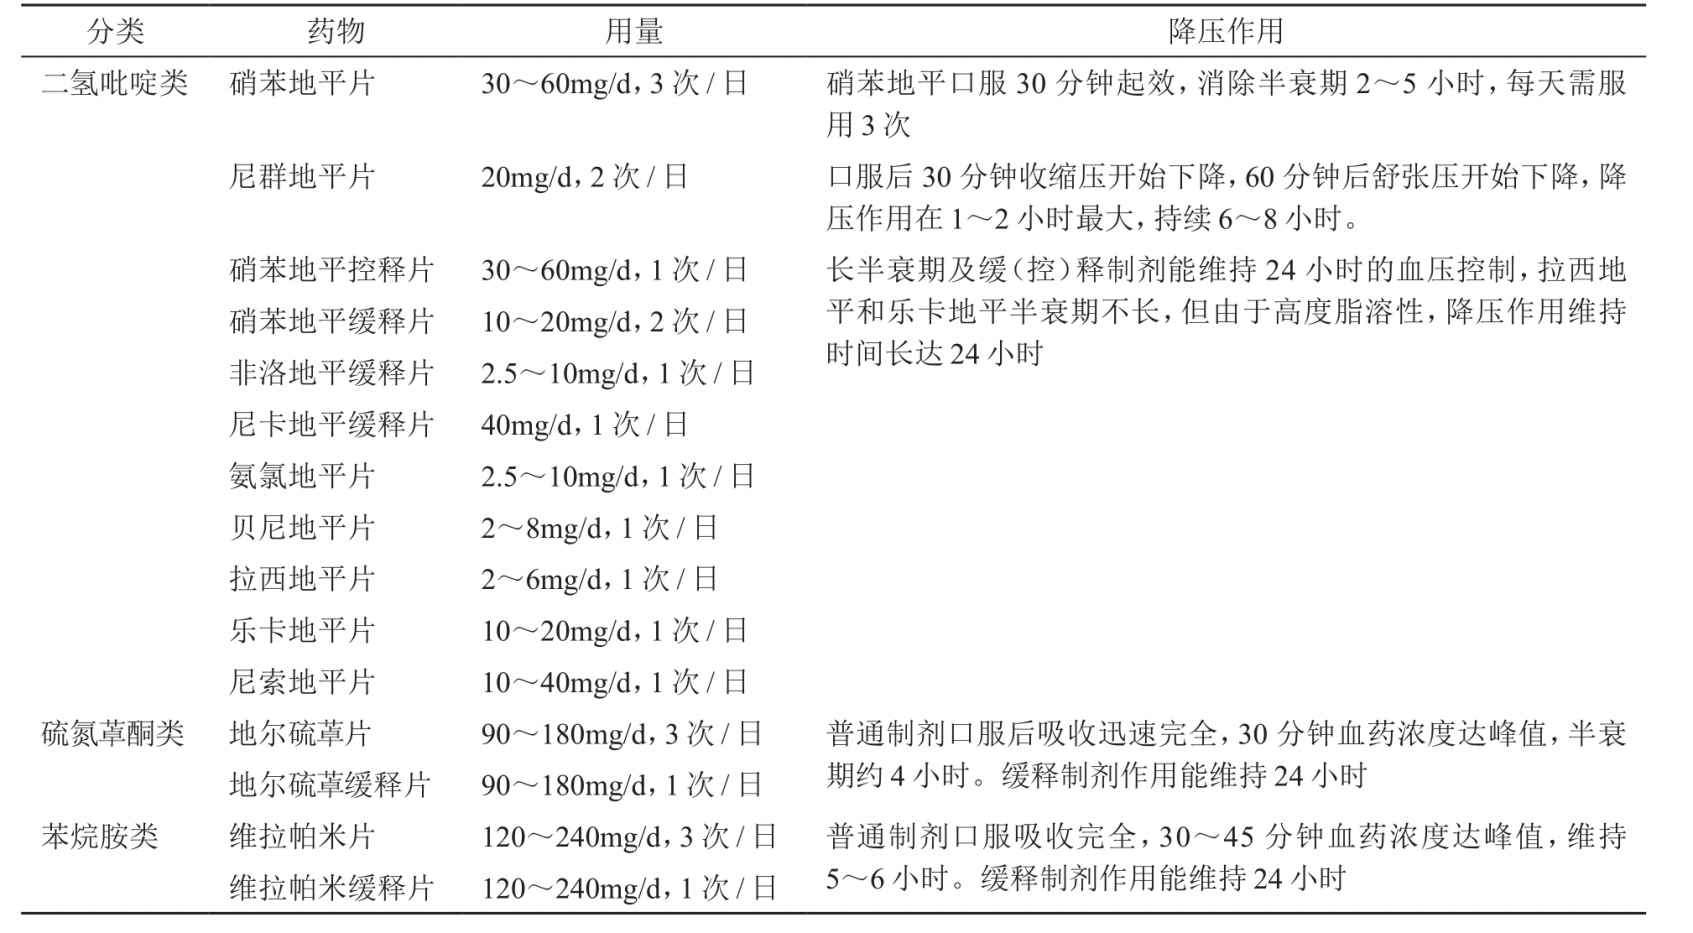 分类 药物 用量 降压作用
二氢吡啶类 硝苯地平片 30～60mg/d，3 次 / 日 硝苯地平口服 30 分钟起效，消除半衰期 2～5 小时，每天需服
用 3 次
尼群地平片 20mg/d，2 次 / 日 口服后 30 分钟收缩压开始下降，60 分钟后舒张压开始下降，降
压作用在 1～2 小时最大，持续 6～8 小时。
硝苯地平控释片 30～60mg/d，1 次 / 日 长半衰期及缓（控）释制剂能维持 24 小时的血压控制，拉西地
平和乐卡地平半衰期不长，但由于高度脂溶性，降压作用维持
硝苯地平缓释片 10～20mg/d，2 次 / 日
时间长达 24 小时
非洛地平缓释片 2.5～10mg/d，1 次 / 日
尼卡地平缓释片 40mg/d，1 次 / 日
氨氯地平片 2.5～10mg/d，1 次 / 日
贝尼地平片 2～8mg/d，1 次 / 日
拉西地平片 2～6mg/d，1 次 / 日
乐卡地平片 10～20mg/d，1 次 / 日
尼索地平片 10～40mg/d，1 次 / 日
硫氮䓬酮类 地尔硫䓬片 90～180mg/d，3 次 / 日 普通制剂口服后吸收迅速完全，30 分钟血药浓度达峰值，半衰
期约 4 小时。缓释制剂作用能维持 24 小时
地尔硫䓬缓释片 90～180mg/d，1 次 / 日
苯烷胺类 维拉帕米片 120～240mg/d，3 次 / 日 普通制剂口服吸收完全，30～45 分钟血药浓度达峰值，维持
5～6 小时。缓释制剂作用能维持 24 小时
维拉帕米缓释片 120～240mg/d，1 次 / 日